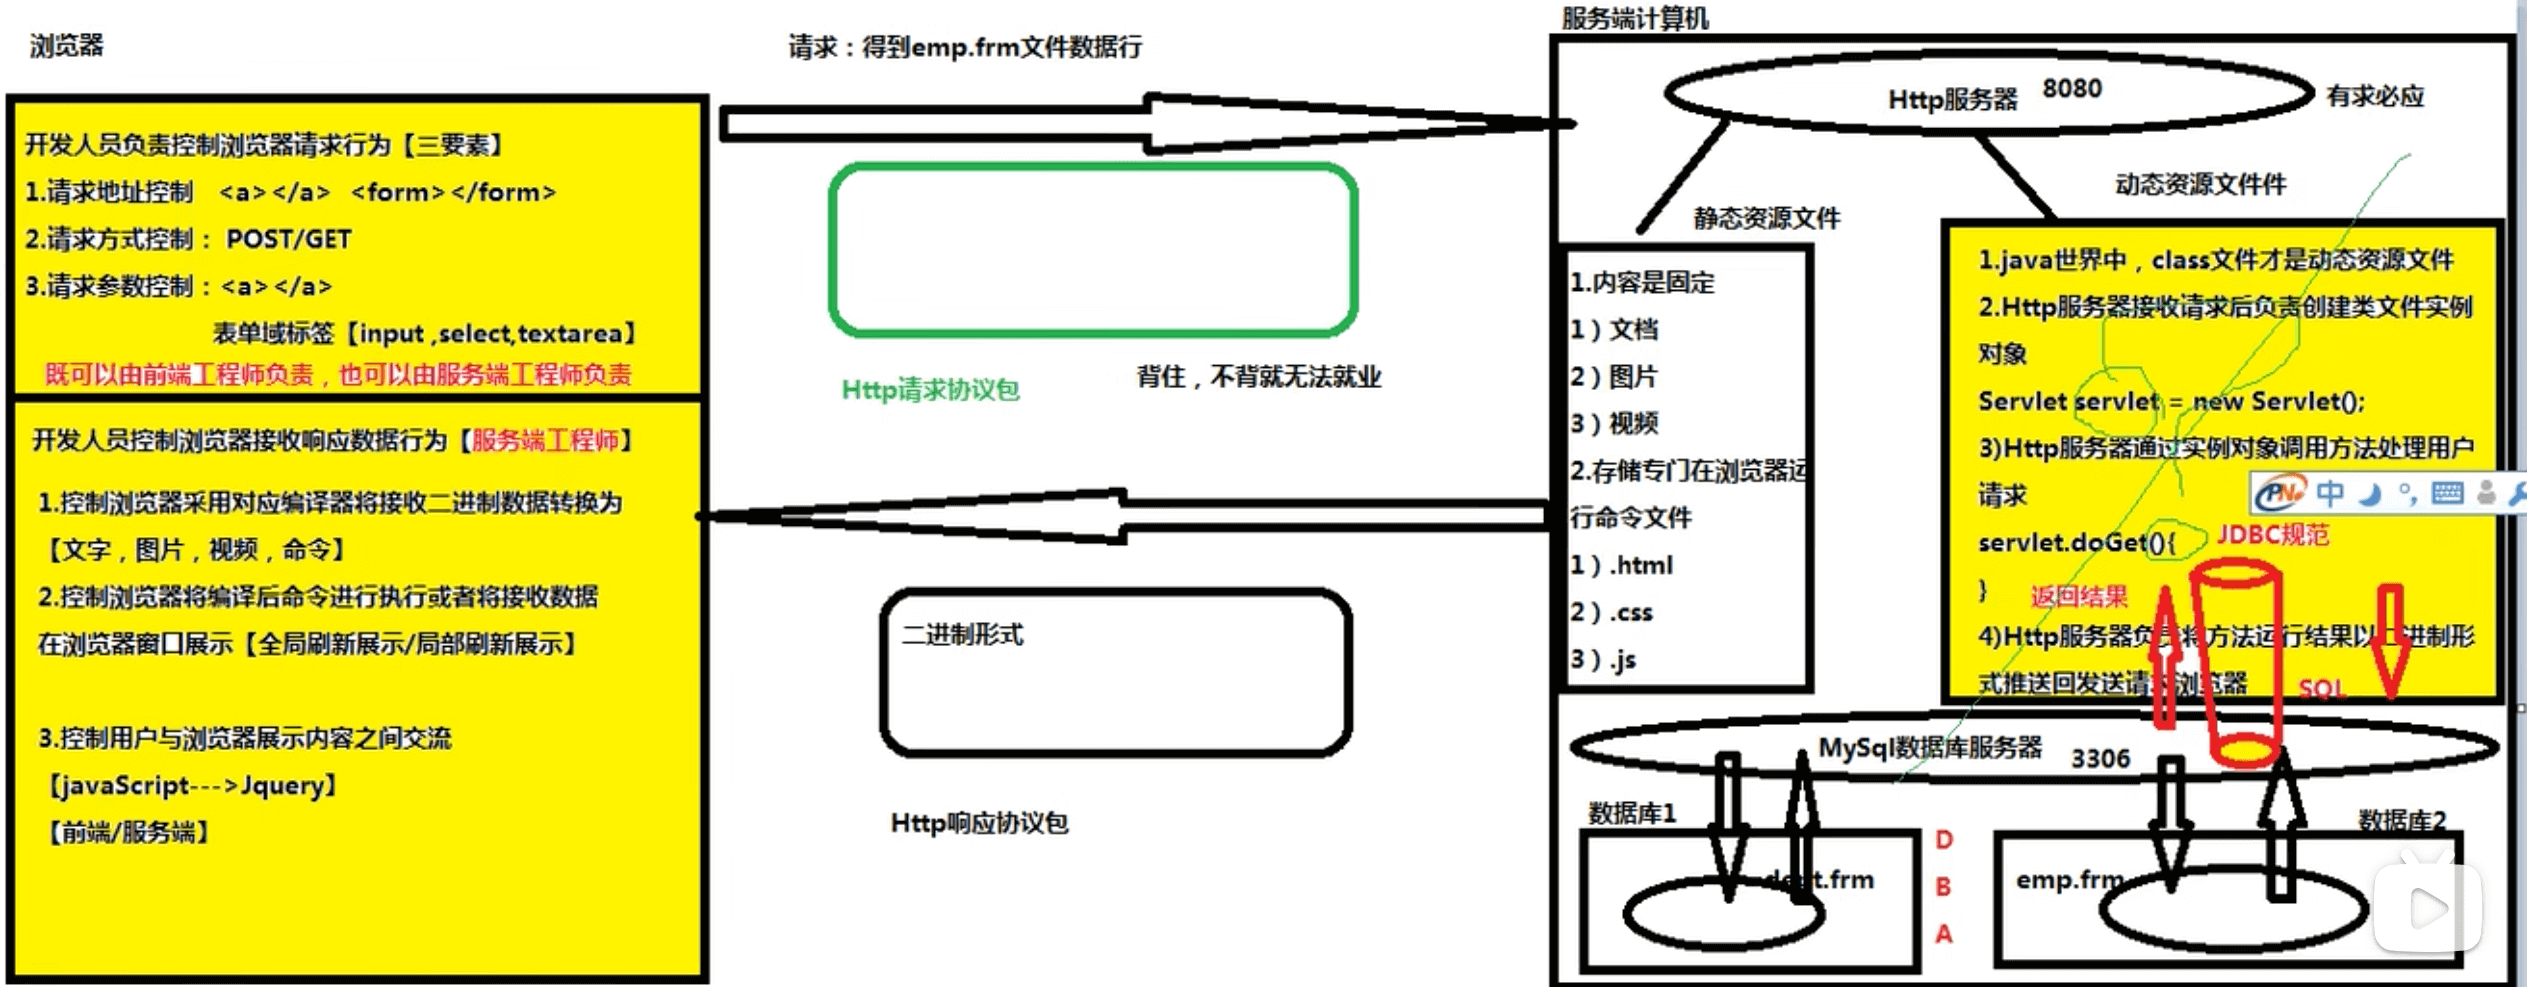 浏览器
开发人员负责控制浏览器请求行为【三要素】
1.请求地址控制 <a></a> <form></form>
2.请求方式控制：POST/GET
3.请求参数控制：<a></a>
表单域标签【input ,select,textarea】
既可以由前端工程师负责，也可以由服务端工程师负责
开发人员控制浏览器接收响应数据行为【服务端工程师】
1.控制浏览器采用对应编译器将接收二进制数据转换为
【文字，图片，视频，命令】
2.控制浏览器将编译后命令进行执行或者将接收数据
在浏览器窗口展示【全局刷新展示/局部刷新展示】
3.控制用户与浏览器展示内容之间交流
【javaScript--->Jquery】
【前端/服务端】
请求：得到emp.frm文件数据行
Http请求协议包
背住，不背就无法就业
二进制形式
Http响应协议包
服务端计算机
Http服务器 8080
有求必应
静态资源文件
动态资源文件件
1.内容是固定
1）文档
2）图片
3）视频
2.存储专门在浏览器运
行命令文件
1）.html
2）.css
3）.js
1.java世界中，class文件才是动态资源文件
2.Http服务器接收请求后负责创建类文件实例
对象
Servlet servlet = new Servlet();
3)Http服务器通过实例对象调用方法处理用户
请求
中
servlet.doGet(){
JDBC规范
}
返回结果
4)Http服务器负责将方法运行结果以二进制形
式推送回发送请求浏览器
SQL
MySql数据库服务器 3306
数据库1
dept.frm
D
B
A
数据库2
emp.frm